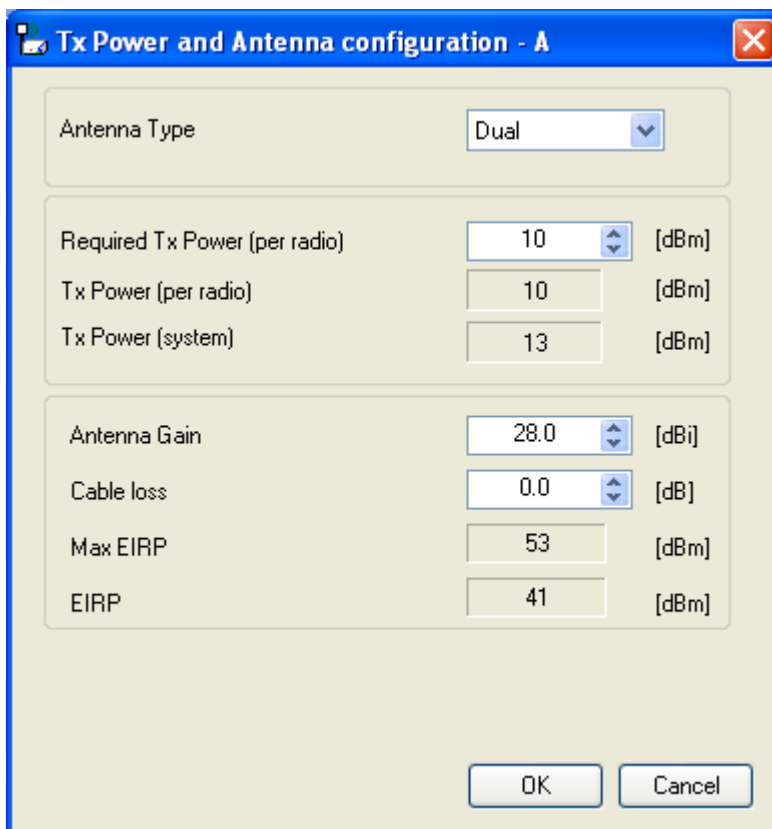 Tx Power and Antenna configuration - A
Antenna Type Dual
Required Tx Power (per radio) 10 [dBm]
Tx Power (per radio) 10 [dBm]
Tx Power (system) 13 [dBm]
Antenna Gain 28.0 [dBi]
Cable loss 0.0 [dB]
Max EIRP 53 [dBm]
EIRP 41 [dBm]
OK Cancel